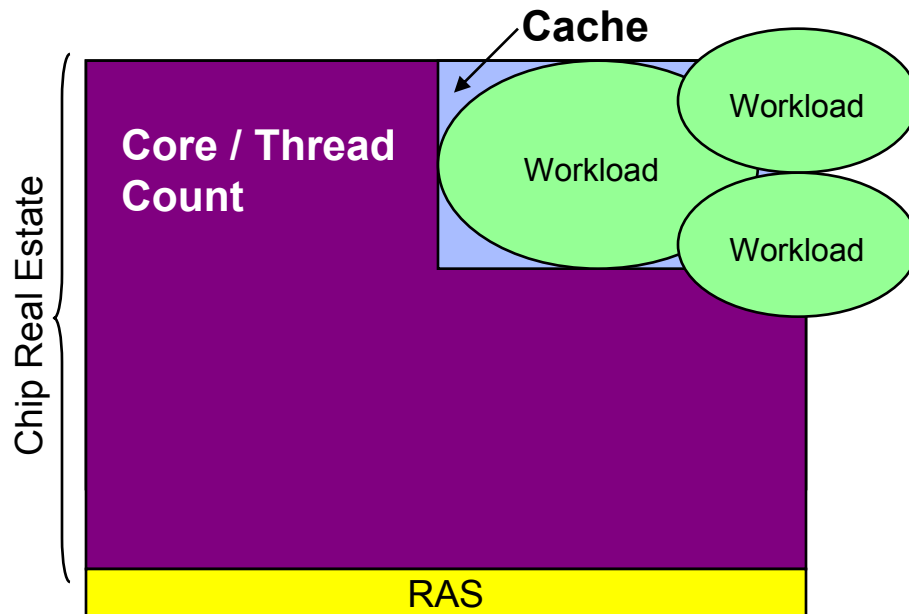 Cache
Workload
Core / Thread
Count
Workload
Workload
Chip Real Estate
RAS